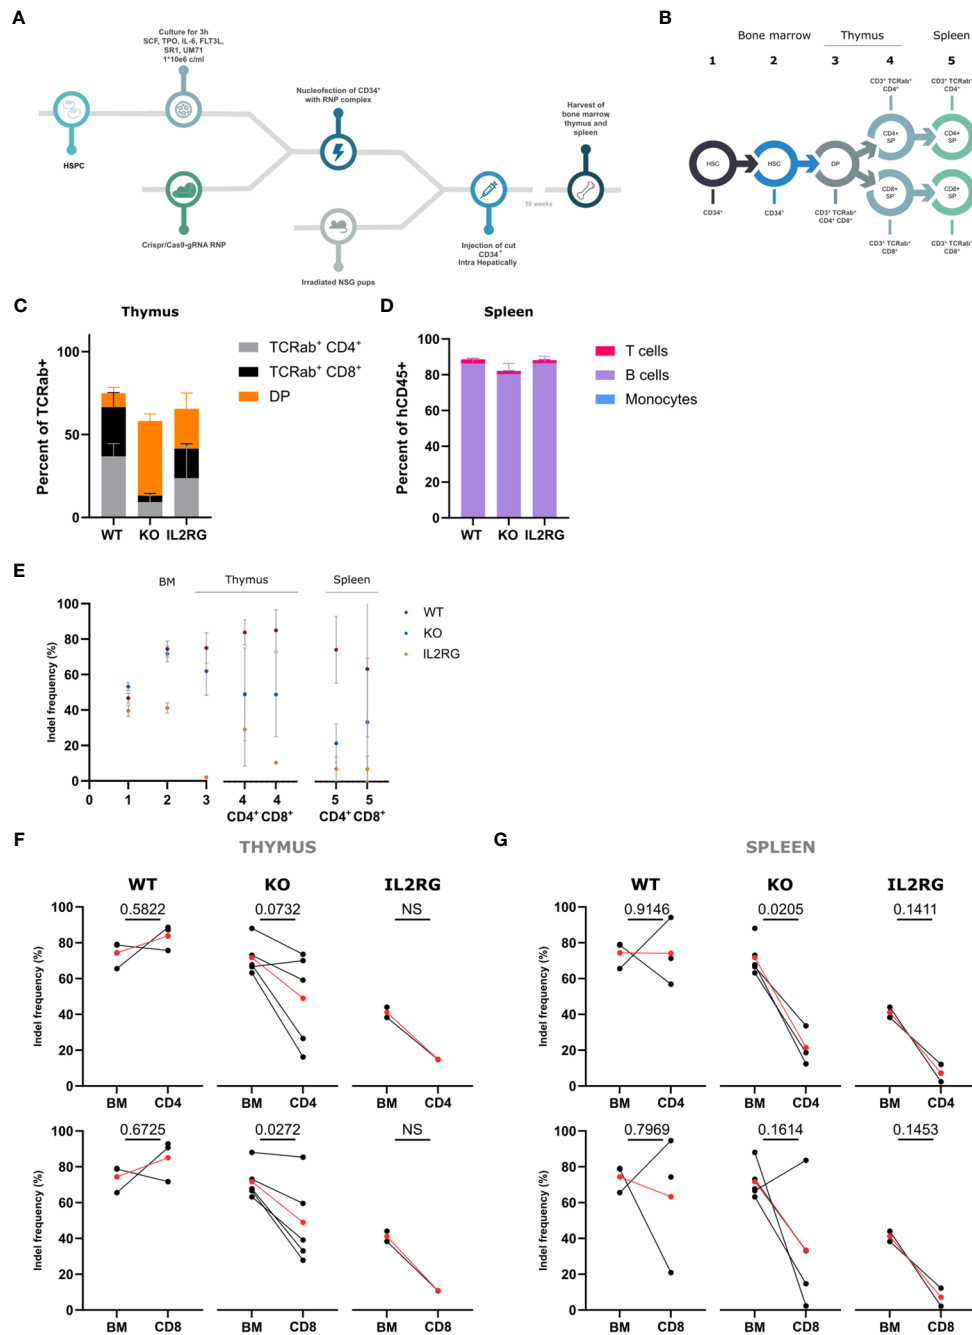 A
Culture for 3h
SCF, TPO, IL-6, FLT3L,
SR1, UM71
1*10e6 c/ml
HSPC
Crispr/Cas9-gRNA RNP
Nucleofection of CD34+
with RNP complex
Irradiated NSG pups
Injection of cut
CD34+
Intra Hepatically
10 weeks
Harvest of
bone marrow,
thymus and
spleen
B
Bone marrow Thymus Spleen
1 2 3 4 5
CD3+ TCRab+
CD4+
CD3+ TCRab+
CD4+
CD4+
SP
CD4+
SP
HSC
HSC
DP
CD8+
SP
CD8+
SP
CD34+
CD34+
CD3+ TCRab+
CD4+ CD8+
CD3+ TCRab+
CD8+
CD3+ TCRab+
CD8+
C
Thymus
Percent of TCRab+
100
50
0
WT KO IL2RG
TCRab+ CD4+
TCRab+ CD8+
DP
D
Spleen
Percent of hCD45+
100
80
60
40
20
0
WT KO IL2RG
T cells
B cells
Monocytes
E
BM Thymus Spleen
Indel frequency (%)
100
80
60
40
20
0
0 1 2 3 4 4 5 5
CD4+ CD8+ CD4+ CD8+
WT
KO
IL2RG
F
THYMUS
WT KO IL2RG
0.5822 0.0732 NS
Indel frequency (%)
100
80
60
40
20
0
BM CD4 BM CD4 BM CD4
0.6725 0.0272 NS
Indel frequency (%)
100
80
60
40
20
0
BM CD8 BM CD8 BM CD8
G
SPLEEN
WT KO IL2RG
0.9146 0.0205 0.1411
Indel frequency (%)
100
80
60
40
20
0
BM CD4 BM CD4 BM CD4
0.7969 0.1614 0.1453
Indel frequency (%)
100
80
60
40
20
0
BM CD8 BM CD8 BM CD8